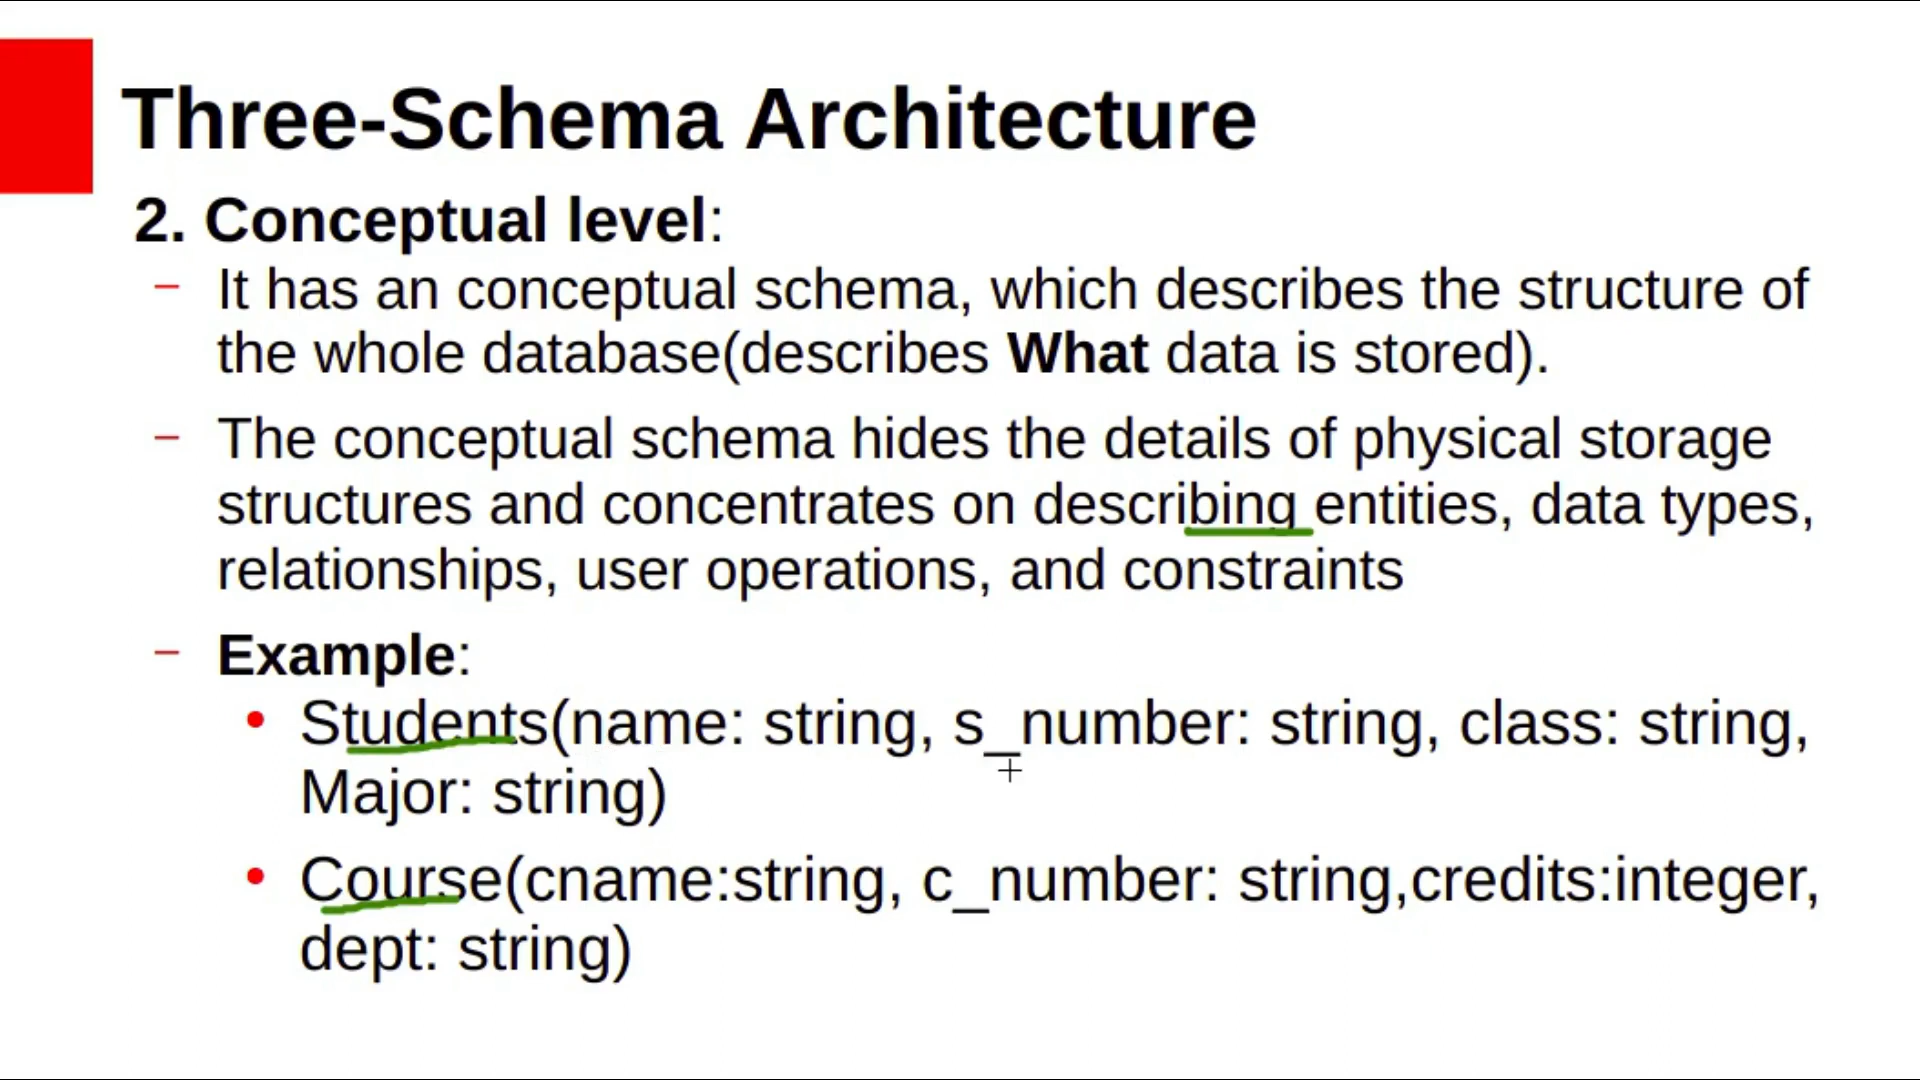 Three-Schema Architecture
2. Conceptual level:
– It has an conceptual schema, which describes the structure of
the whole database(describes What data is stored).
– The conceptual schema hides the details of physical storage
structures and concentrates on describing entities, data types,
relationships, user operations, and constraints
– Example:
• Students(name: string, s_number: string, class: string,
Major: string)
• Course(cname:string, c_number: string,credits:integer,
dept: string)